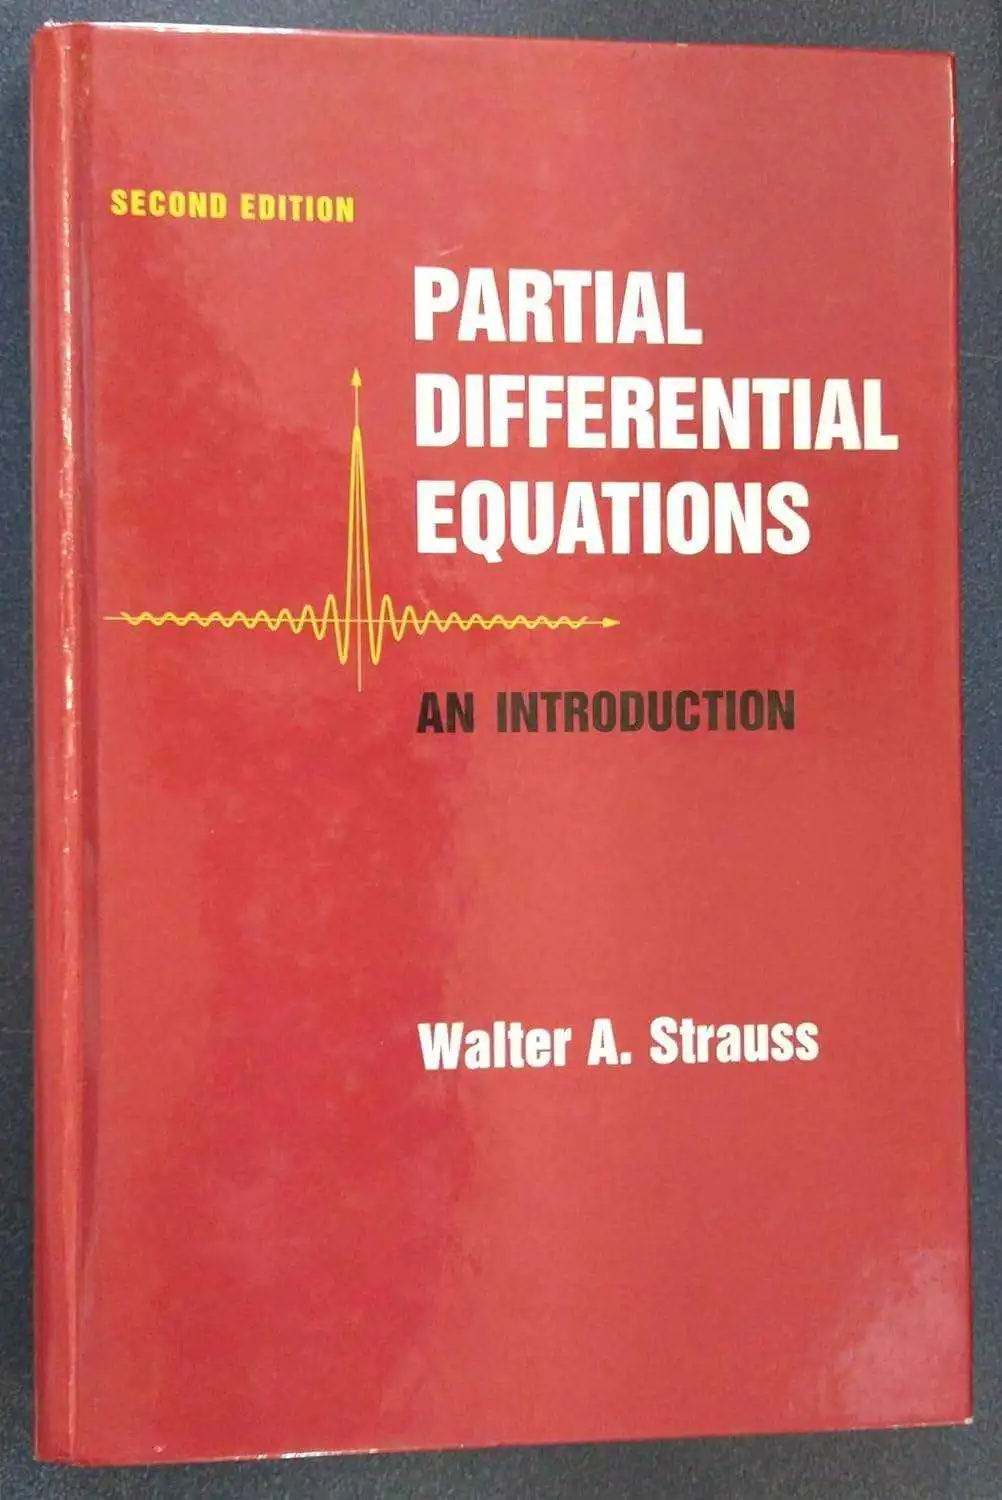 SECOND EDITION
PARTIAL
DIFFERENTIAL
EQUATIONS
AN INTRODUCTION
Walter A. Strauss